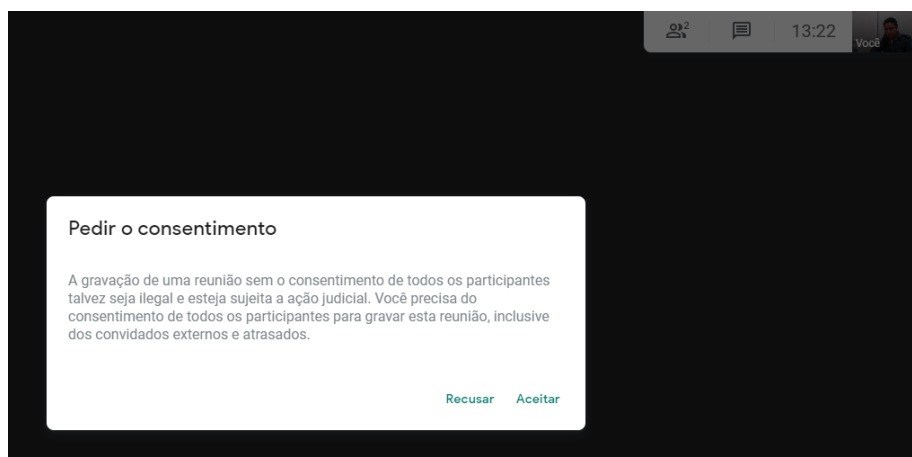 2
13:22
Você
Pedir o consentimento
A gravação de uma reunião sem o consentimento de todos os participantes
talvez seja ilegal e esteja sujeita a ação judicial. Você precisa do
consentimento de todos os participantes para gravar esta reunião, inclusive
dos convidados externos e atrasados.
Recusar Aceitar